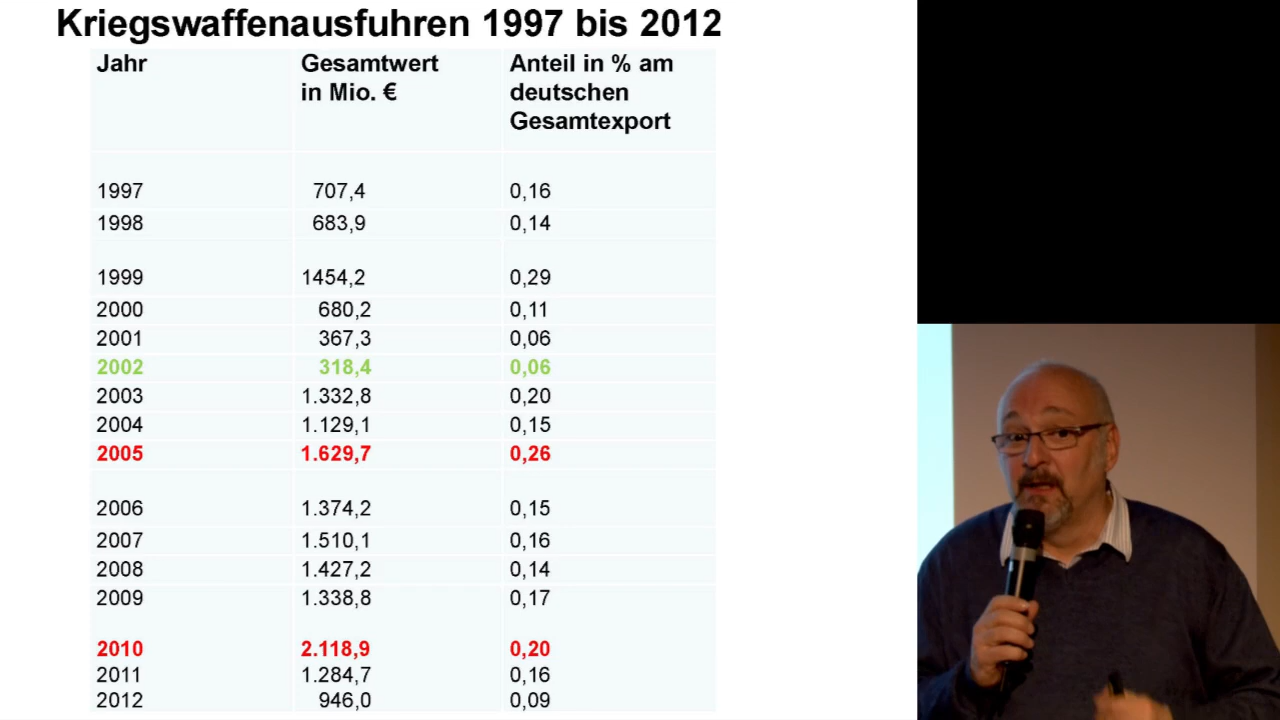 Kriegswaffenausfuhren 1997 bis 2012
Jahr Gesamtwert in Mio. € Anteil in % am deutschen Gesamtexport
1997 707,4 0,16
1998 683,9 0,14
1999 1454,2 0,29
2000 680,2 0,11
2001 367,3 0,06
2002 318,4 0,06
2003 1.332,8 0,20
2004 1.129,1 0,15
2005 1.629,7 0,26
2006 1.374,2 0,15
2007 1.510,1 0,16
2008 1.427,2 0,14
2009 1.338,8 0,17
2010 2.118,9 0,20
2011 1.284,7 0,16
2012 946,0 0,09